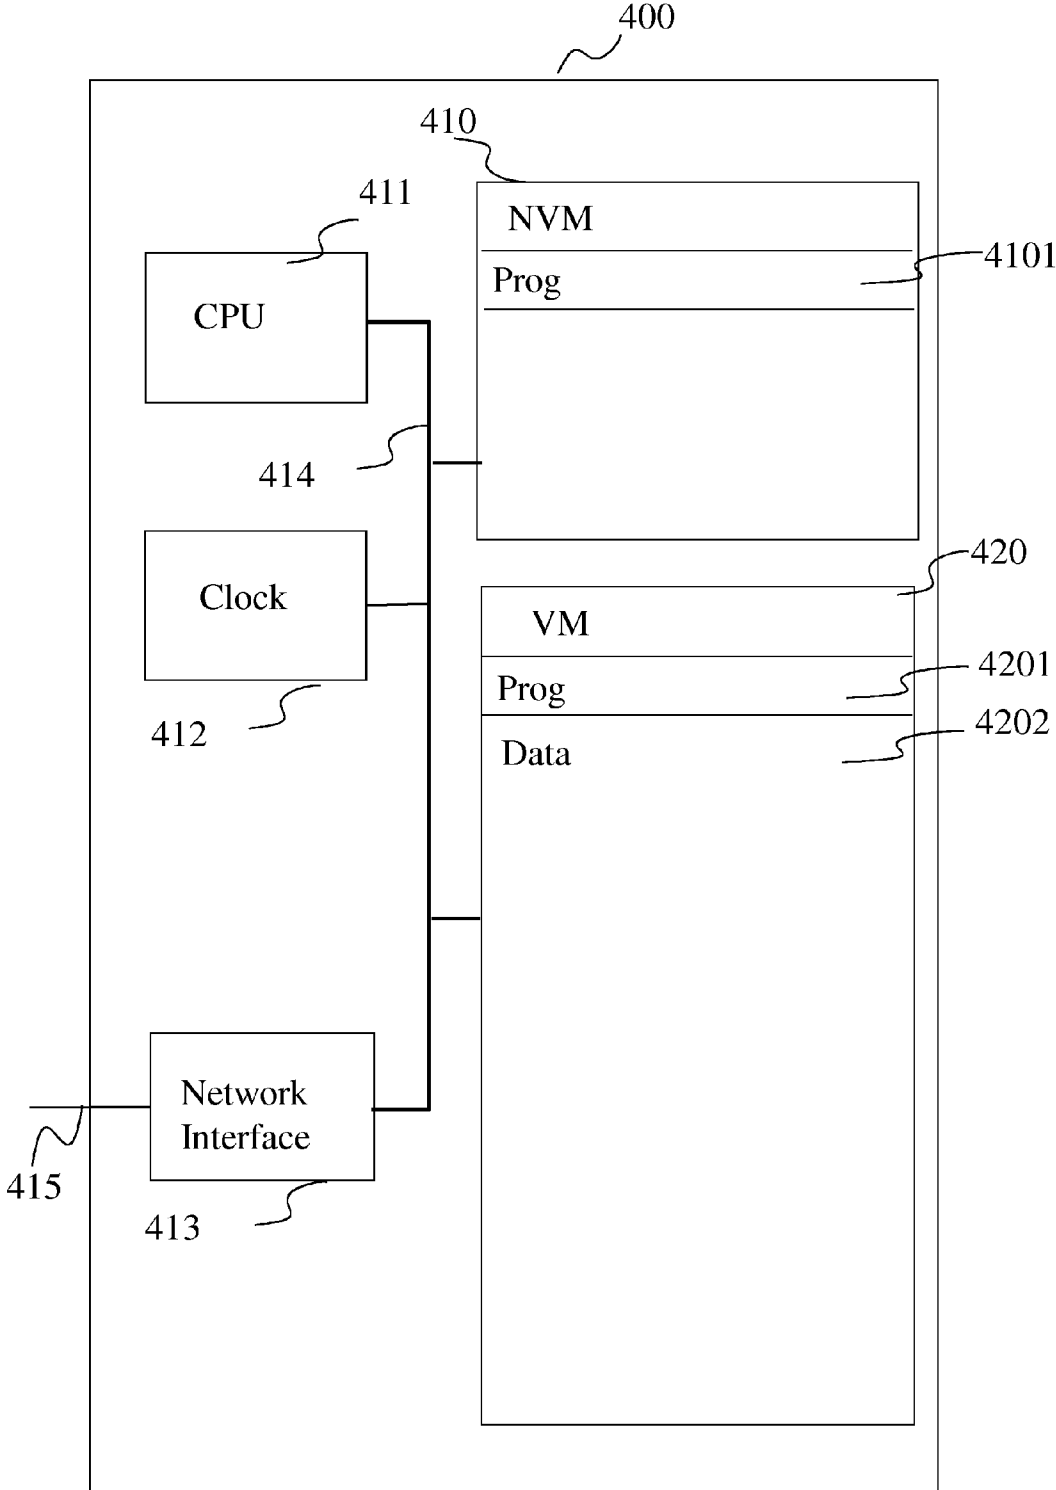 400
410
411
NVM
4101
Prog
CPU
414
420
Clock
VM
4201
Prog
412
4202
Data
Network
Interface
415
413